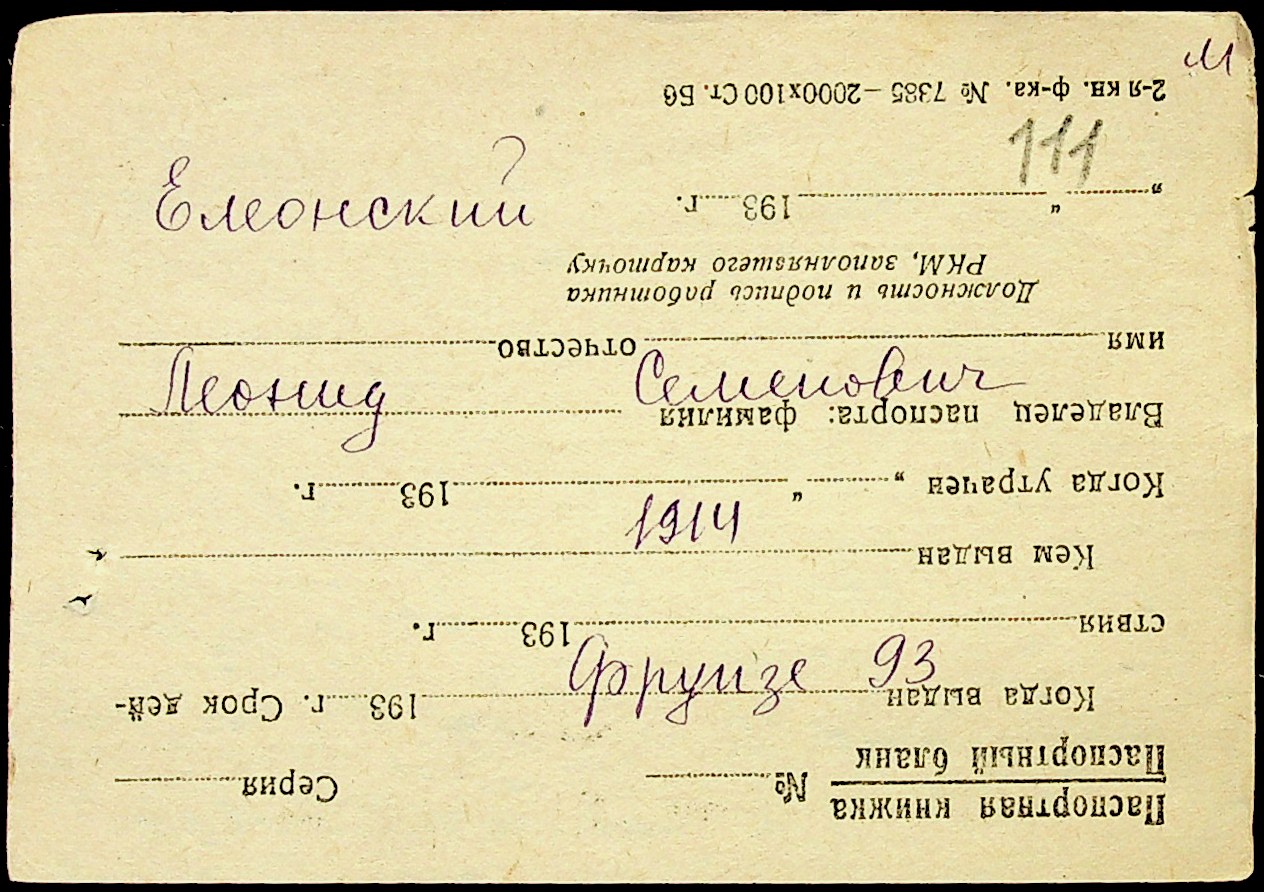 М
111
Елеонский
Леонид Семенович
1914
Фрунзе 93
Паспортная книжка
Паспортный бланк № Серия
Когда выдан 193 г. Срок дей-
ствия 193 г.
Кем выдан
Когда утрачен „ “ 193 г.
Владелец паспорта: фамилия
имя отчество
Должность и подпись работника
РКМ, заполнявшего карточку
„ “ 193 г.
2-я кн. ф-ка. № 7385 —2000х100 Ст. Бб